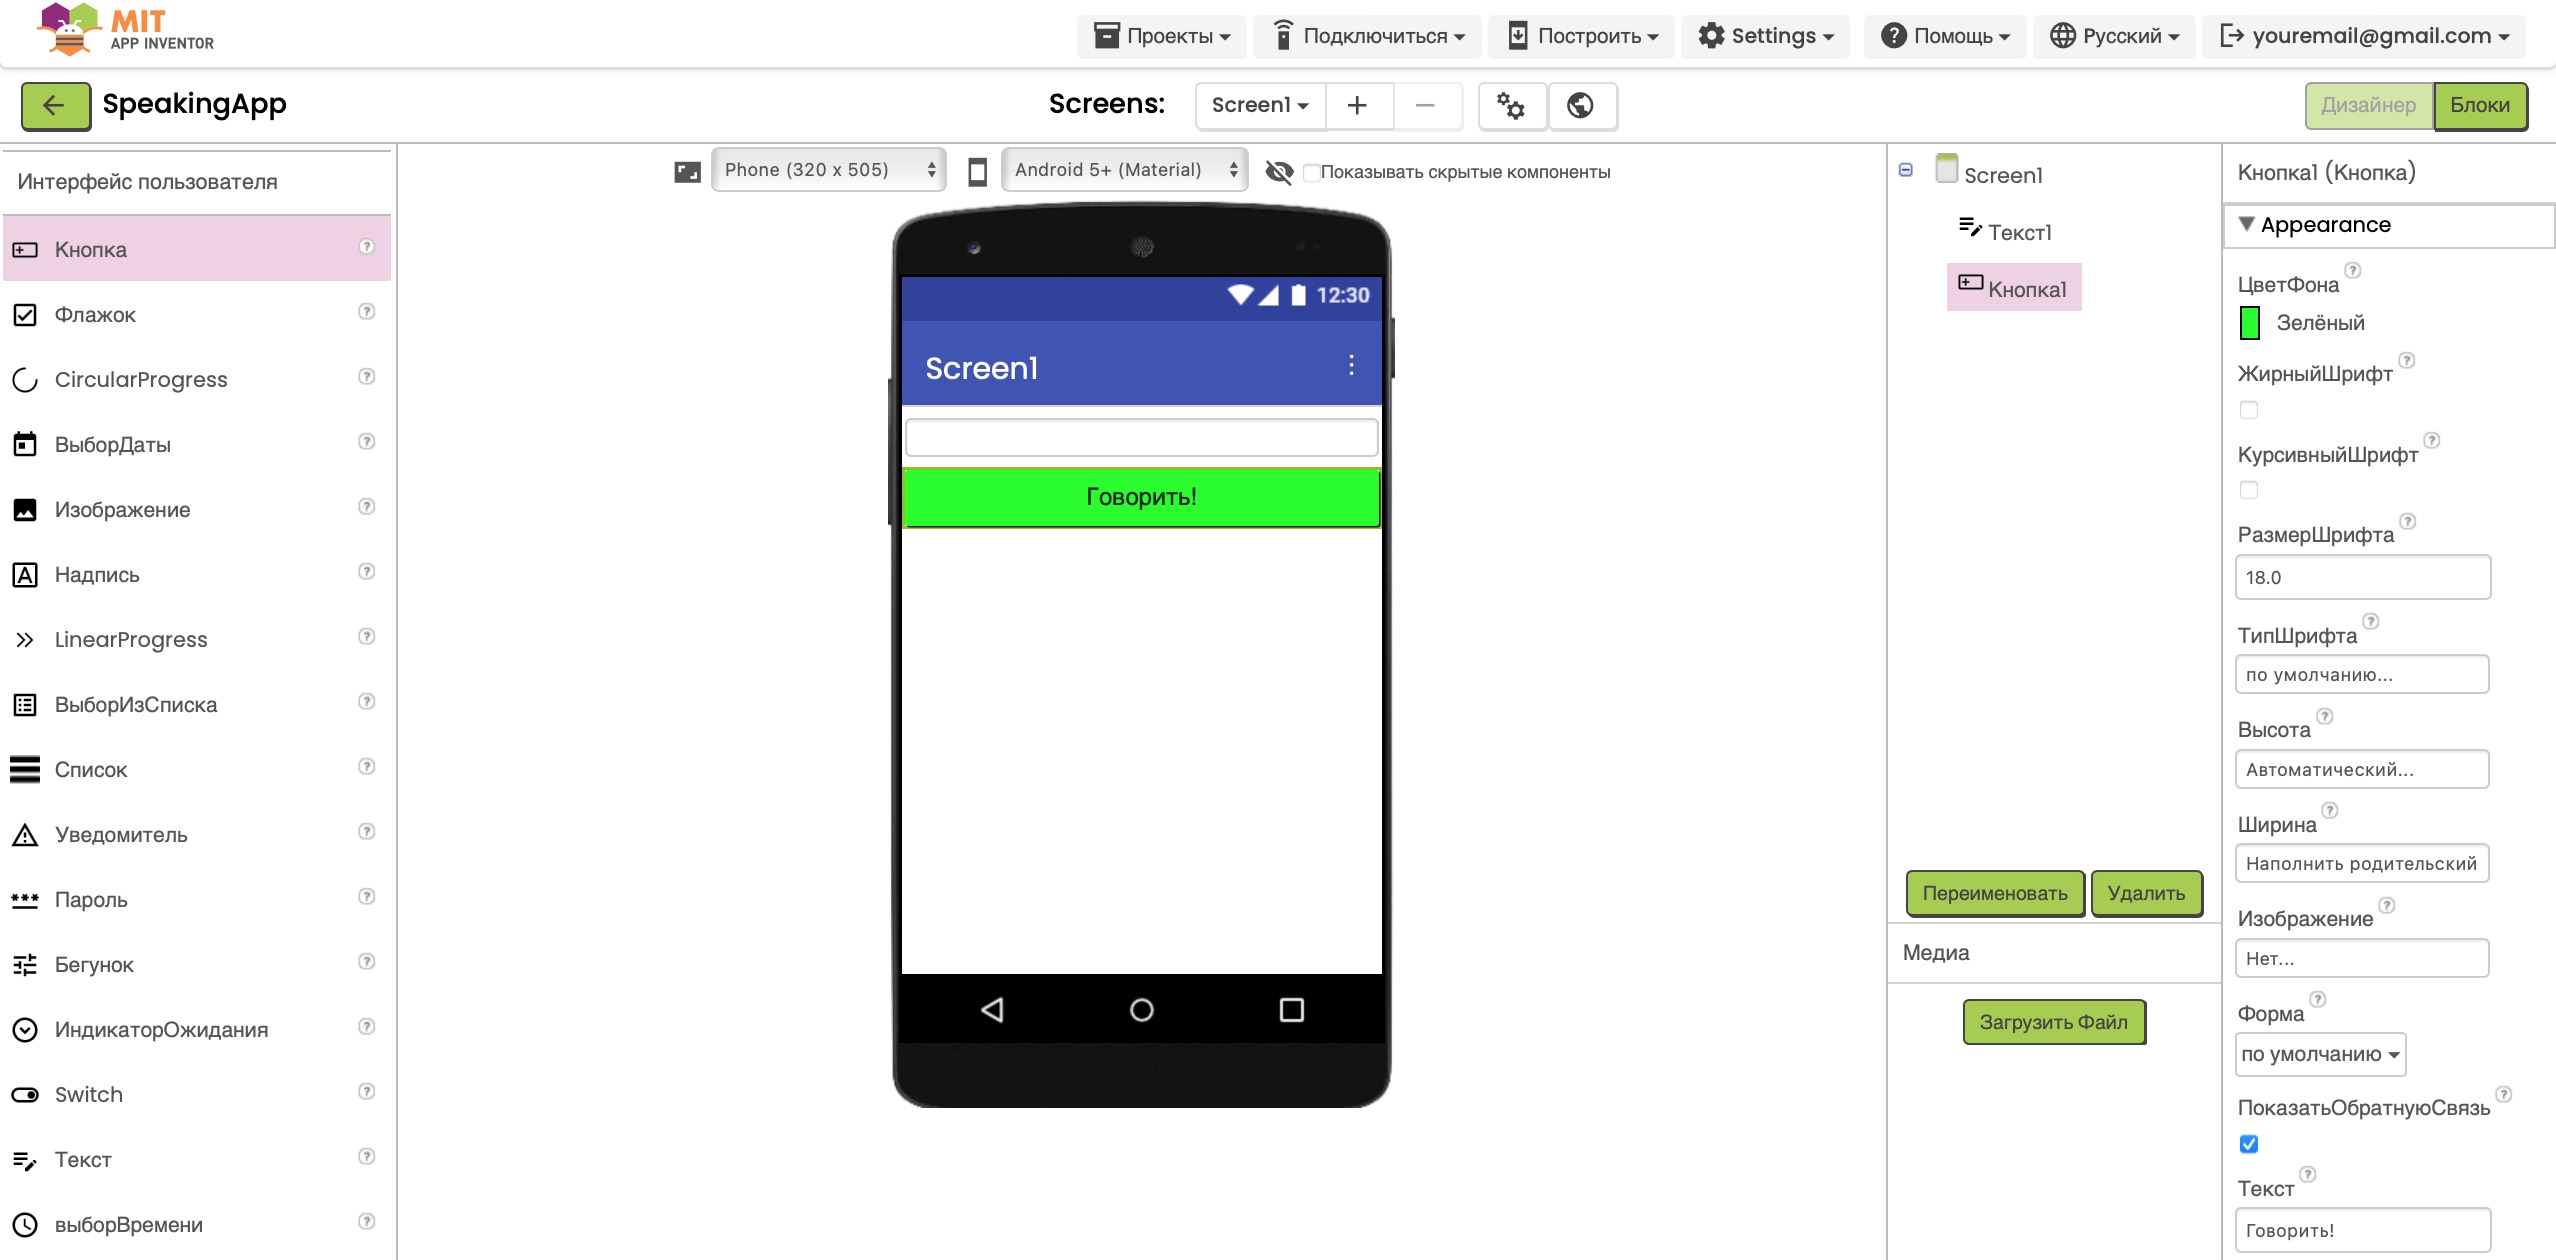 MIT
APP INVENTOR
Проекты
Подключиться
Построить
Settings
Помощь
Русский
youremail@gmail.com
SpeakingApp
Screens:
Screen1
Дизайнер
Блоки
Интерфейс пользователя
Кнопка
Флажок
CircularProgress
ВыборДаты
Изображение
Надпись
LinearProgress
ВыборИзСписка
Список
Уведомитель
Пароль
Бегунок
ИндикаторОжидания
Switch
Текст
выборВремени
Phone (320 x 505)
Android 5+ (Material)
Показывать скрытые компоненты
12:30
Screen1
Говорить!
Screen1
Текст1
Кнопка1
Переименовать
Удалить
Медиа
Загрузить Файл
Кнопка1 (Кнопка)
Appearance
ЦветФона
Зелёный
ЖирныйШрифт
КурсивныйШрифт
РазмерШрифта
18.0
ТипШрифта
по умолчанию...
Высота
Автоматический...
Ширина
Наполнить родительский
Изображение
Нет...
Форма
по умолчанию
ПоказатьОбратнуюСвязь
Текст
Говорить!